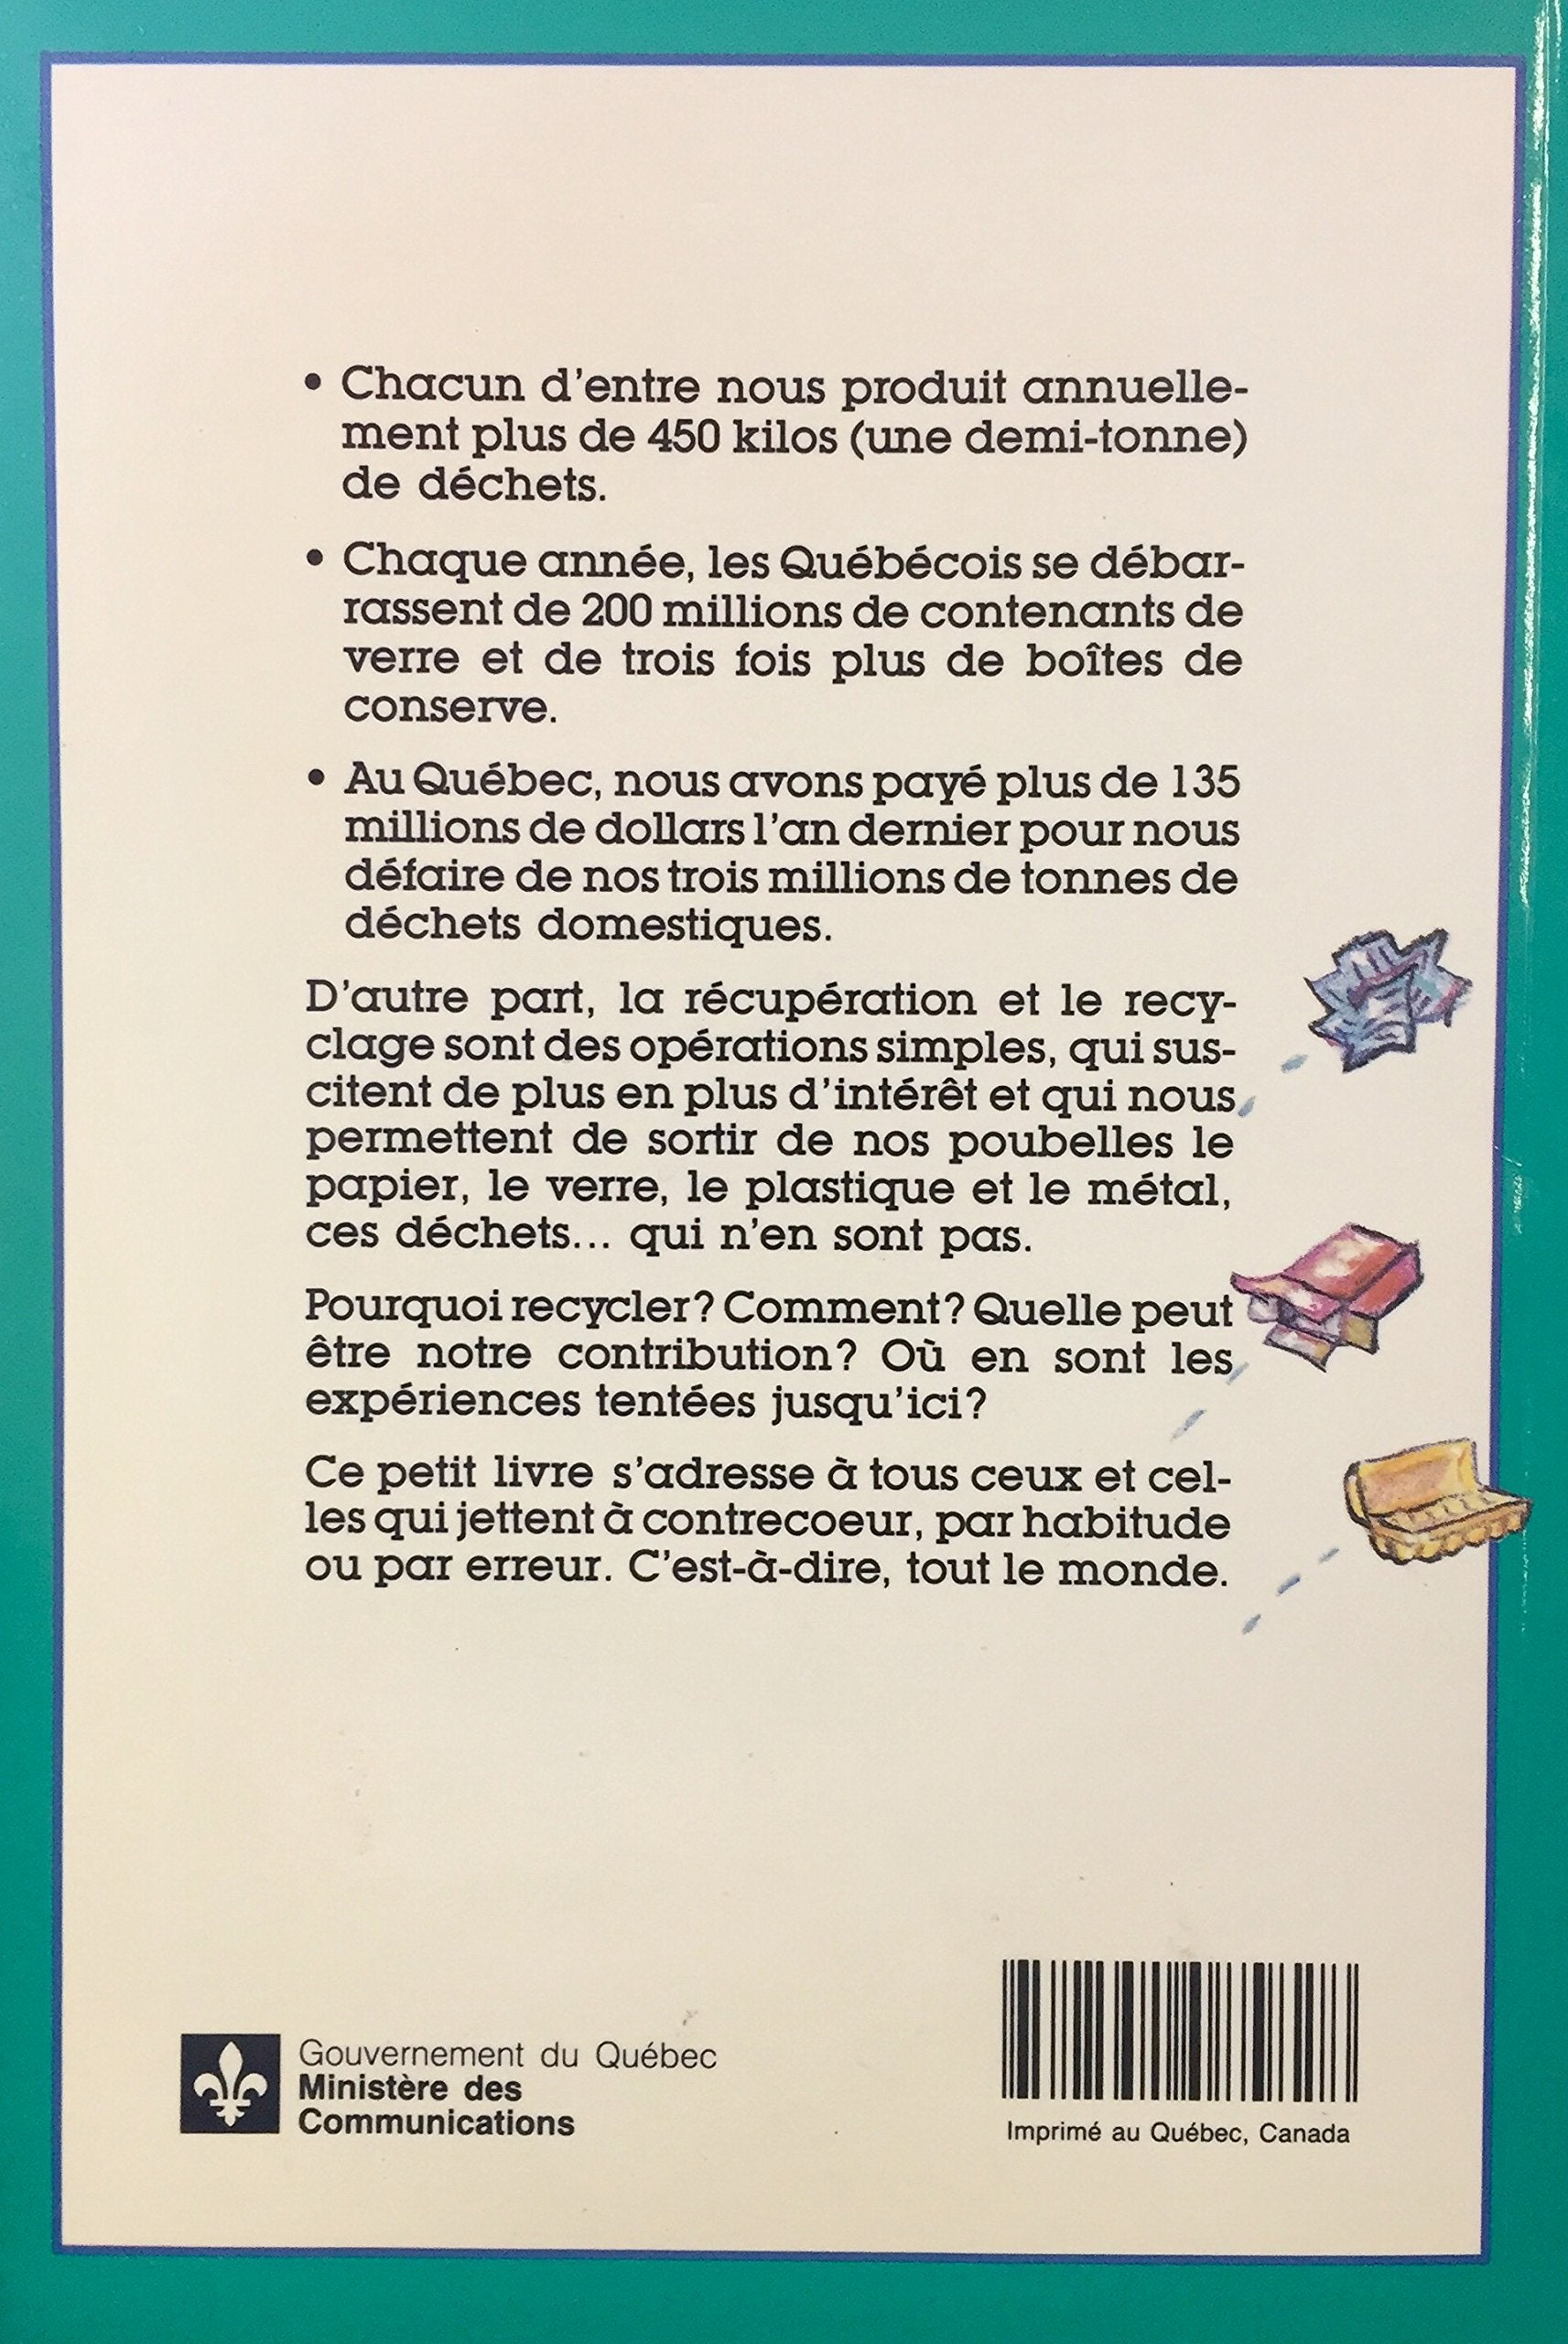 • Chacun d'entre nous produit annuelle-
ment plus de 450 kilos (une demi-tonne)
de déchets.
• Chaque année, les Québécois se débar-
rassent de 200 millions de contenants de
verre et de trois fois plus de boîtes de
conserve.
• Au Québec, nous avons payé plus de 135
millions de dollars l'an dernier pour nous
défaire de nos trois millions de tonnes de
déchets domestiques.
D'autre part, la récupération et le recy-
clage sont des opérations simples, qui sus-
citent de plus en plus d'intérêt et qui nous
permettent de sortir de nos poubelles le
papier, le verre, le plastique et le métal,
ces déchets... qui n'en sont pas.
Pourquoi recycler? Comment? Quelle peut
être notre contribution? Où en sont les
expériences tentées jusqu'ici?
Ce petit livre s'adresse à tous ceux et cel-
les qui jettent à contrecoeur, par habitude
ou par erreur. C'est-à-dire, tout le monde.
Gouvernement du Québec
Ministère des
Communications
Imprimé au Québec, Canada